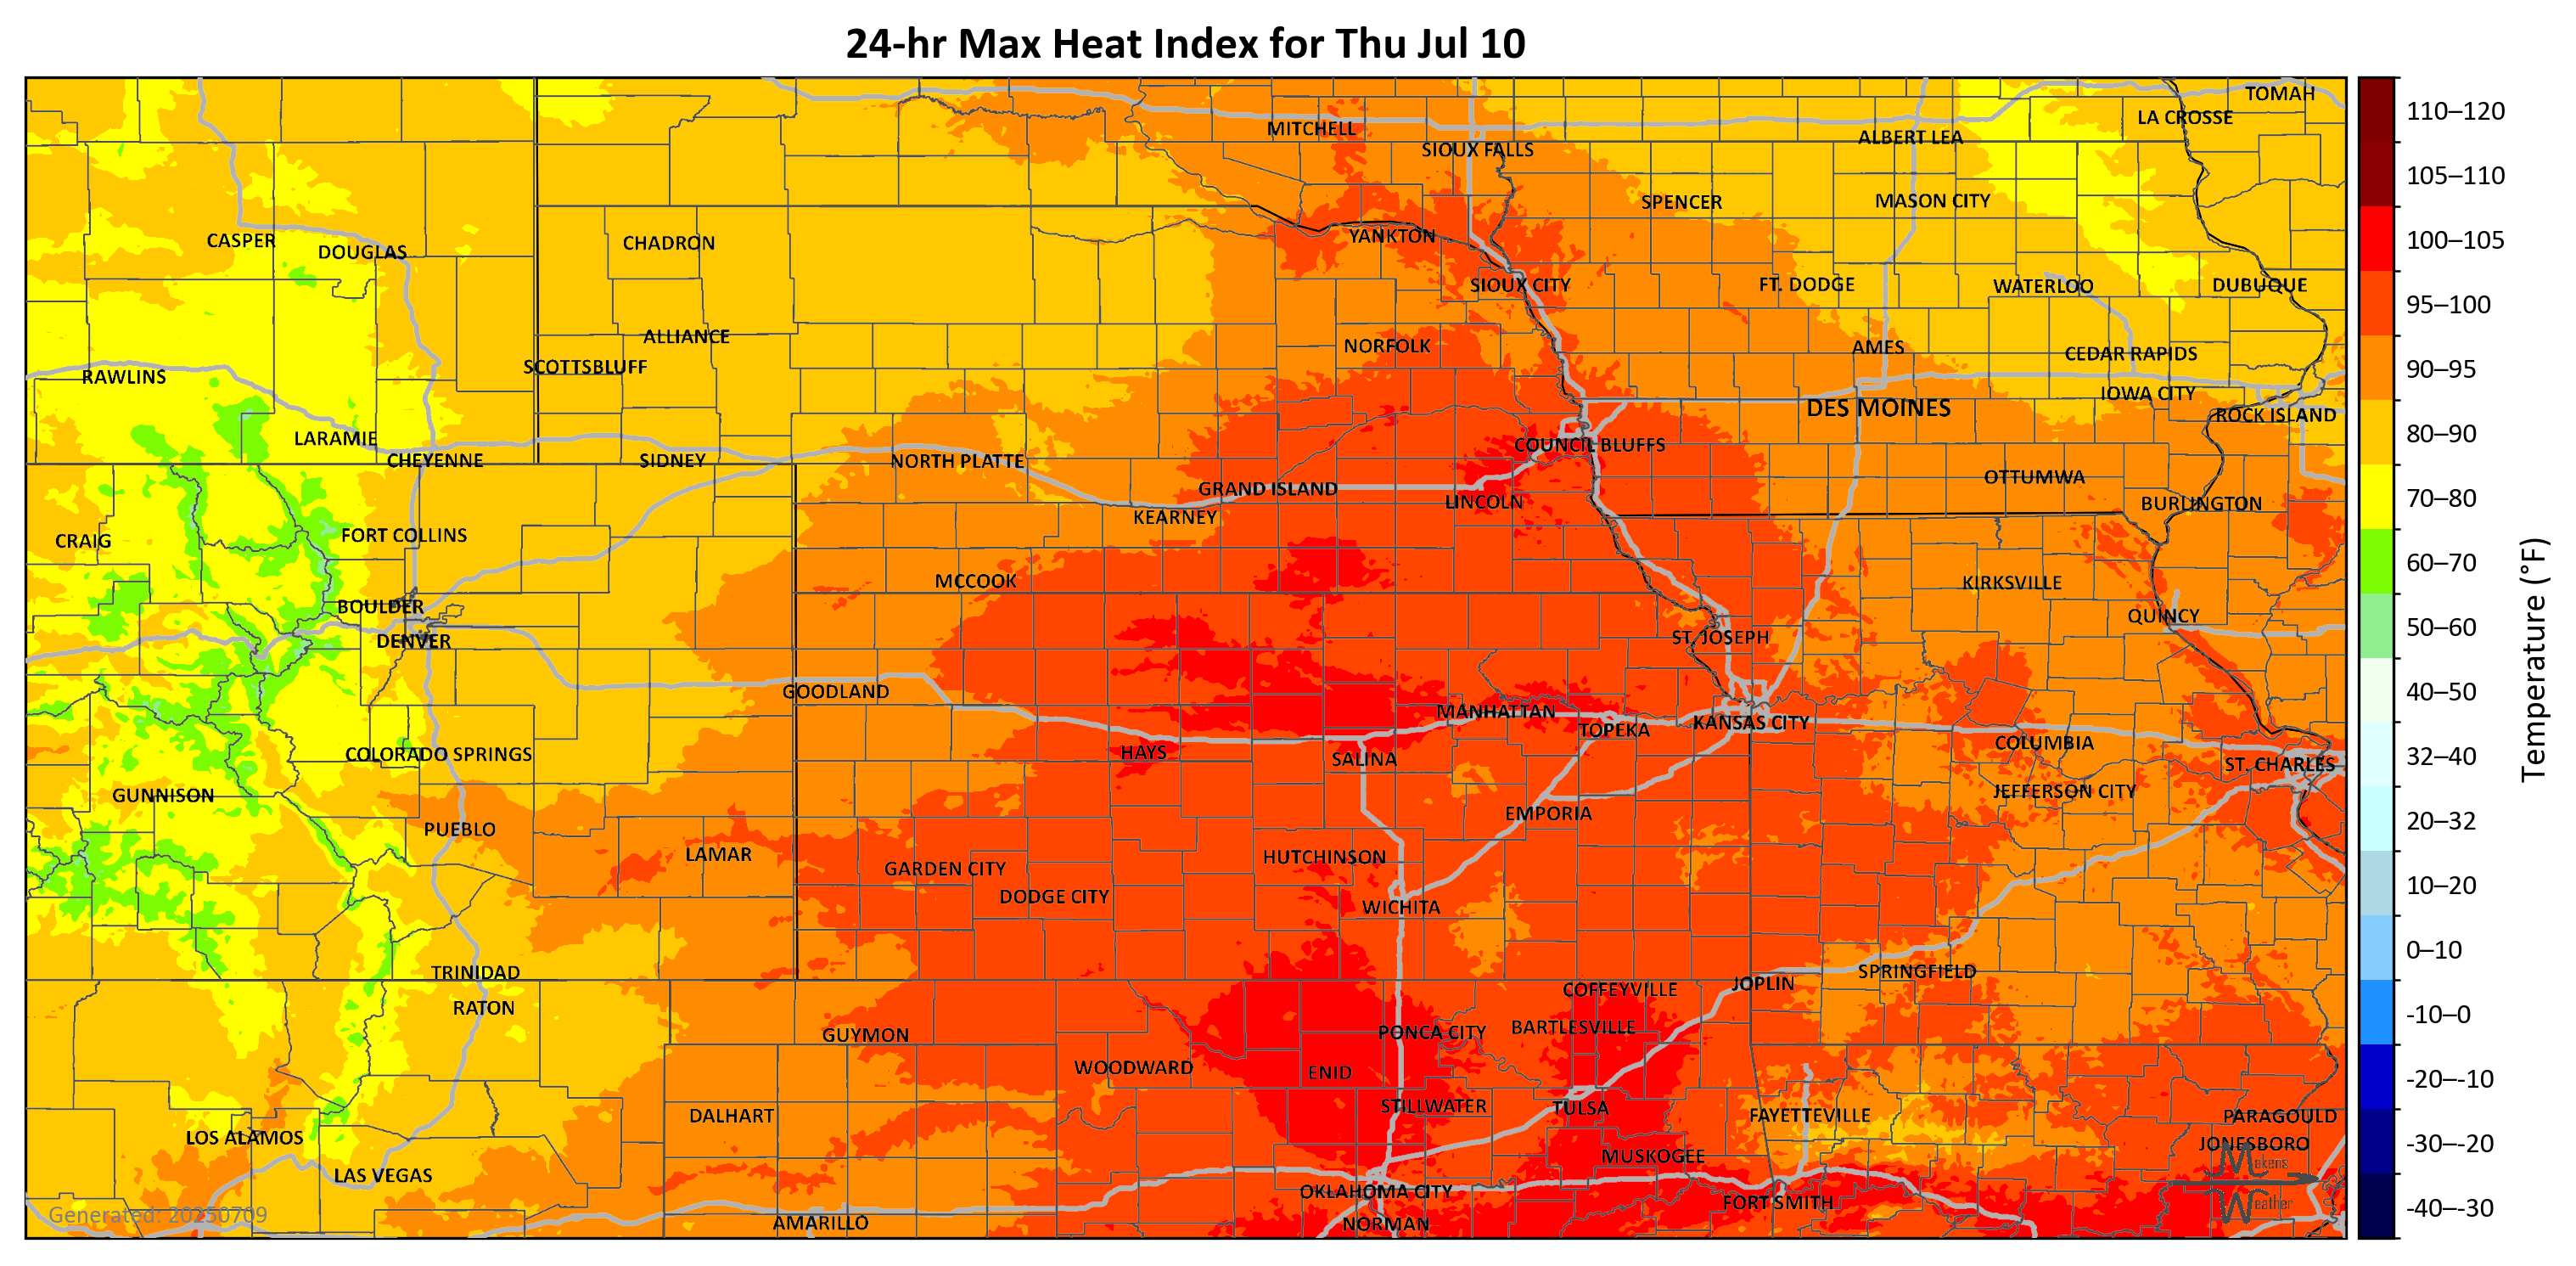 24-hr Max Heat Index for Thu Jul 10
TOMAH
LA CROSSE
MITCHELL
ALBERT LEA
SIOUX FALLS
SPENCER
MASON CITY
YANKTON
CASPER
CHADRON
DOUGLAS
SIOUX CITY
FT. DODGE
WATERLOO
DUBUQUE
ALLIANCE
NORFOLK
AMES
CEDAR RAPIDS
SCOTTSBLUFF
RAWLINS
IOWA CITY
DES MOINES
ROCK ISLAND
LARAMIE
COUNCIL BLUFFS
CHEYENNE
SIDNEY
NORTH PLATTE
OTTUMWA
GRAND ISLAND
LINCOLN
BURLINGTON
KEARNEY
FORT COLLINS
CRAIG
MCCOOK
KIRKSVILLE
BOULDER
QUINCY
DENVER
ST. JOSEPH
GOODLAND
MANHATTAN
KANSAS CITY
TOPEKA
COLUMBIA
COLORADO SPRINGS
HAYS
SALINA
ST. CHARLES
GUNNISON
JEFFERSON CITY
EMPORIA
PUEBLO
LAMAR
HUTCHINSON
GARDEN CITY
DODGE CITY
WICHITA
TRINIDAD
SPRINGFIELD
JOPLIN
COFFEYVILLE
RATON
BARTLESVILLE
GUYMON
PONCA CITY
WOODWARD
ENID
STILLWATER
TULSA
DALHART
FAYETTEVILLE
PARAGOULD
LOS ALAMOS
JONESBORO
MUSKOGEE
Makens
LAS VEGAS
OKLAHOMA CITY
FORT SMITH
Weather
Generated: 20250709
AMARILLO
NORMAN
110–120
105–110
100–105
95–100
90–95
80–90
70–80
60–70
50–60
40–50
32–40
20–32
10–20
0–10
-10–0
-20–-10
-30–-20
-40–-30
Temperature (°F)